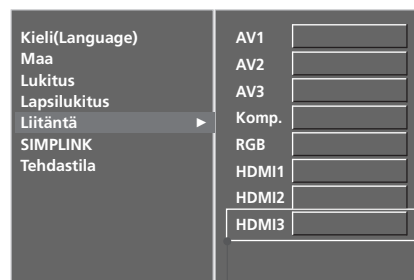 Kieli(Language)
Maa
Lukitus
Lapsilukitus
Liitäntä ►
SIMPLINK
Tehdastila
AV1
AV2
AV3
Komp.
RGB
HDMI1
HDMI2
HDMI3